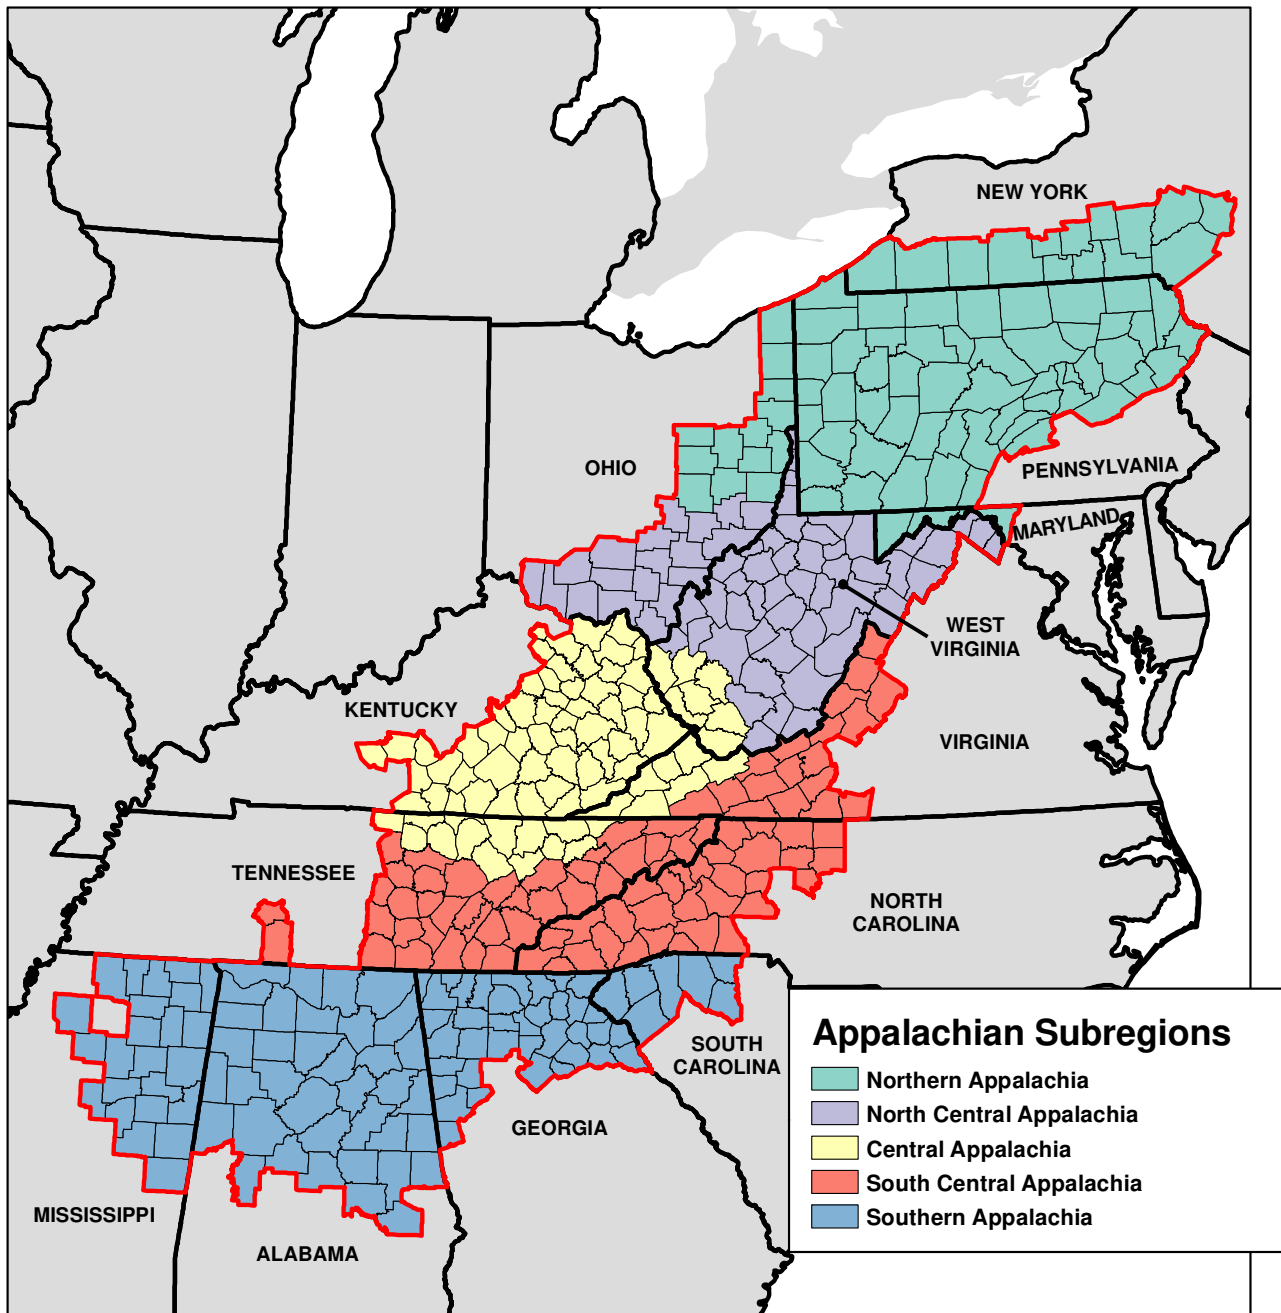 NEW YORK
OHIO
PENNSYLVANIA
MARYLAND
WEST
VIRGINIA
KENTUCKY
VIRGINIA
TENNESSEE
NORTH
CAROLINA
SOUTH
CAROLINA
GEORGIA
MISSISSIPPI
ALABAMA
Appalachian Subregions
Northern Appalachia
North Central Appalachia
Central Appalachia
South Central Appalachia
Southern Appalachia